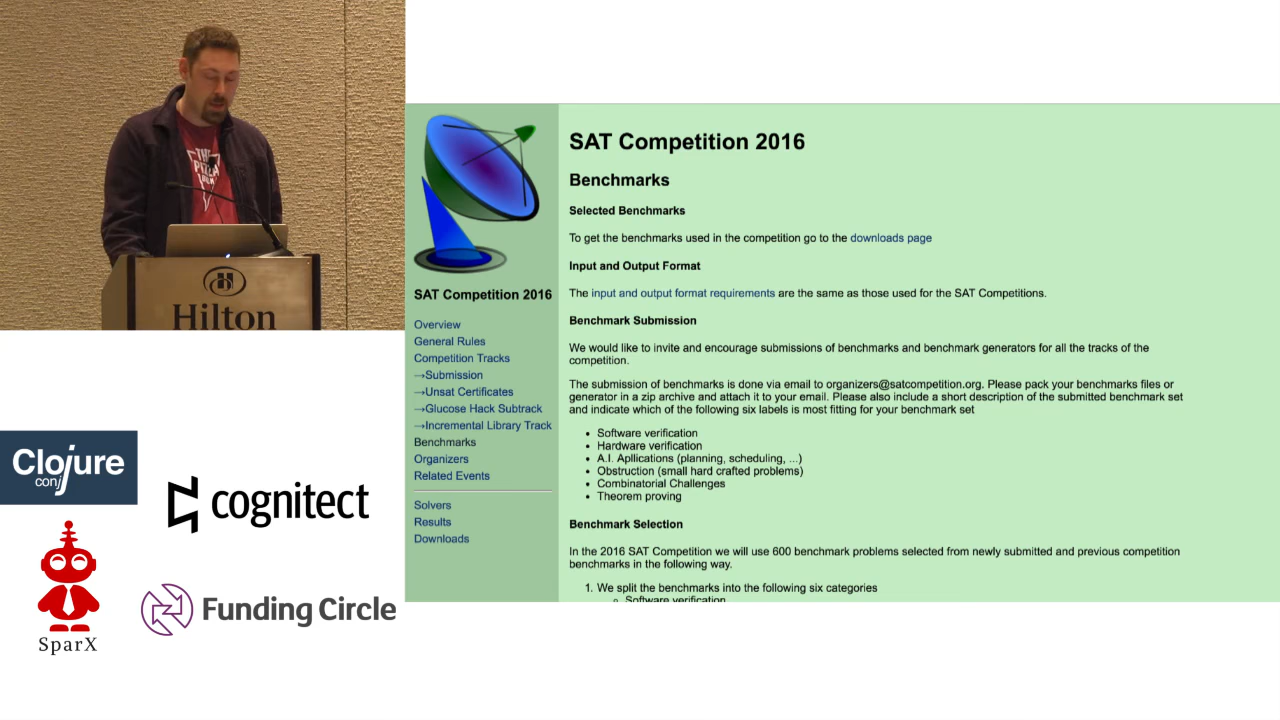 THE
PIZZA
Hilton
Clojure
conj
cognitect
SparX
Funding Circle
SAT Competition 2016
Overview
General Rules
Competition Tracks
→Submission
→Unsat Certificates
→Glucose Hack Subtrack
→Incremental Library Track
Benchmarks
Organizers
Related Events
Solvers
Results
Downloads
SAT Competition 2016
Benchmarks
Selected Benchmarks
To get the benchmarks used in the competition go to the downloads page
Input and Output Format
The input and output format requirements are the same as those used for the SAT Competitions.
Benchmark Submission
We would like to invite and encourage submissions of benchmarks and benchmark generators for all the tracks of the
competition.
The submission of benchmarks is done via email to organizers@satcompetition.org. Please pack your benchmarks files or
generator in a zip archive and attach it to your email. Please also include a short description of the submitted benchmark set
and indicate which of the following six labels is most fitting for your benchmark set
• Software verification
• Hardware verification
• A.I. Apllications (planning, scheduling, ...)
• Obstruction (small hard crafted problems)
• Combinatorial Challenges
• Theorem proving
Benchmark Selection
In the 2016 SAT Competition we will use 600 benchmark problems selected from newly submitted and previous competition
benchmarks in the following way.
1. We split the benchmarks into the following six categories
Software verification